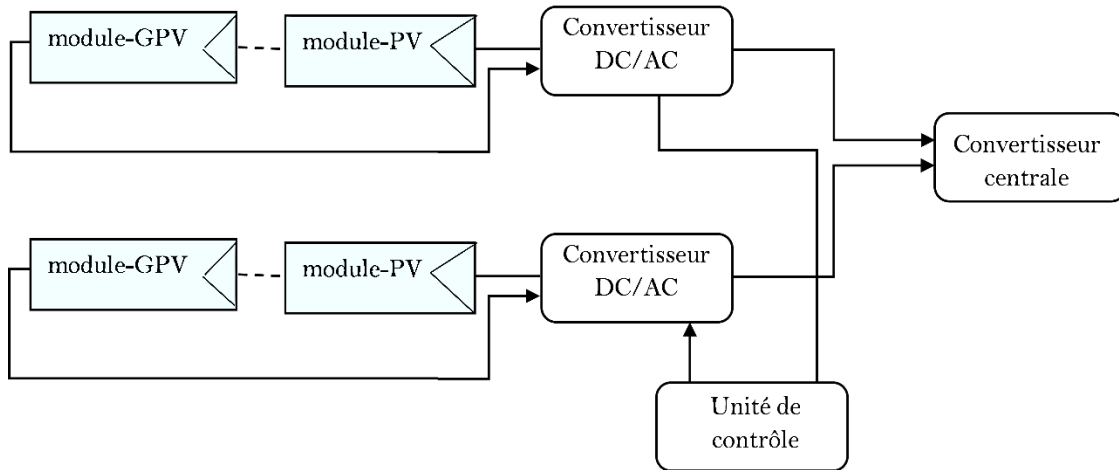 module-GPV
module-PV
Convertisseur
DC/AC
Convertisseur
centrale
module-GPV
module-PV
Convertisseur
DC/AC
Unité de
contrôle